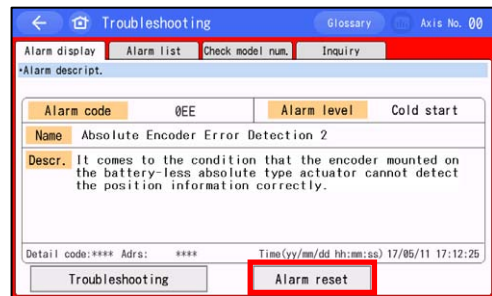 Troubleshooting Glossary Axis No. 00
Alarm display Alarm list Check model num. Inquiry
•Alarm descript.
Alarm code 0EE Alarm level Cold start
Name Absolute Encoder Error Detection 2
Descr. It comes to the condition that the encoder mounted on
the battery-less absolute type actuator cannot detect
the position information correctly.
Detail code:**** Adrs: **** Time(yy/mm/dd hh:mm:ss) 17/05/11 17:12:25
Troubleshooting Alarm reset